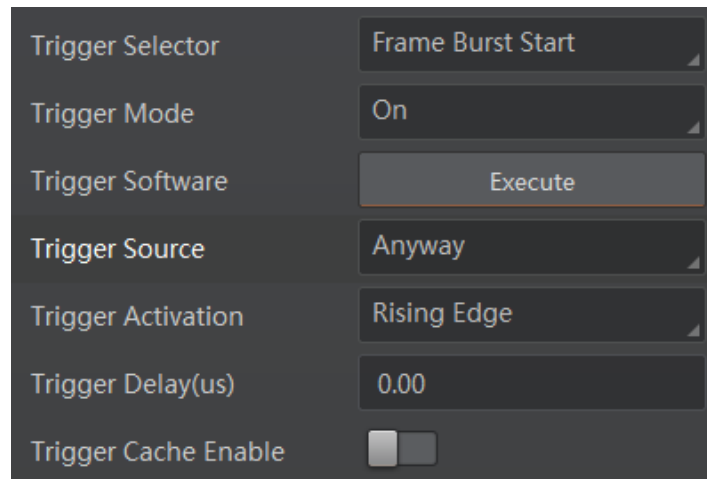 Trigger Selector Frame Burst Start
Trigger Mode On
Trigger Software Execute
Trigger Source Anyway
Trigger Activation Rising Edge
Trigger Delay(us) 0.00
Trigger Cache Enable